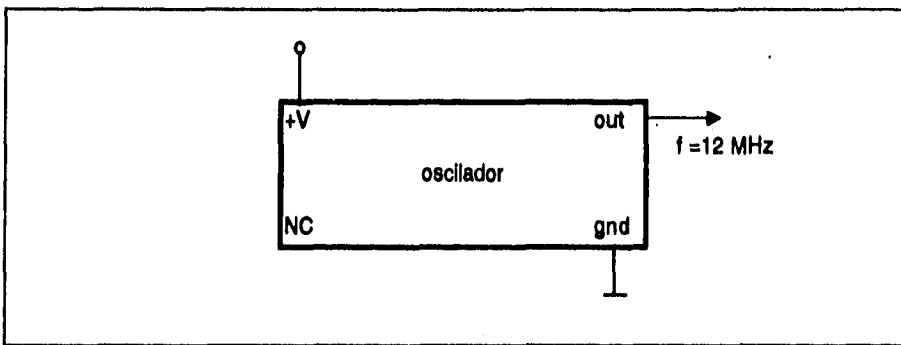 +V out
f =12 MHz
oscilador
NC gnd